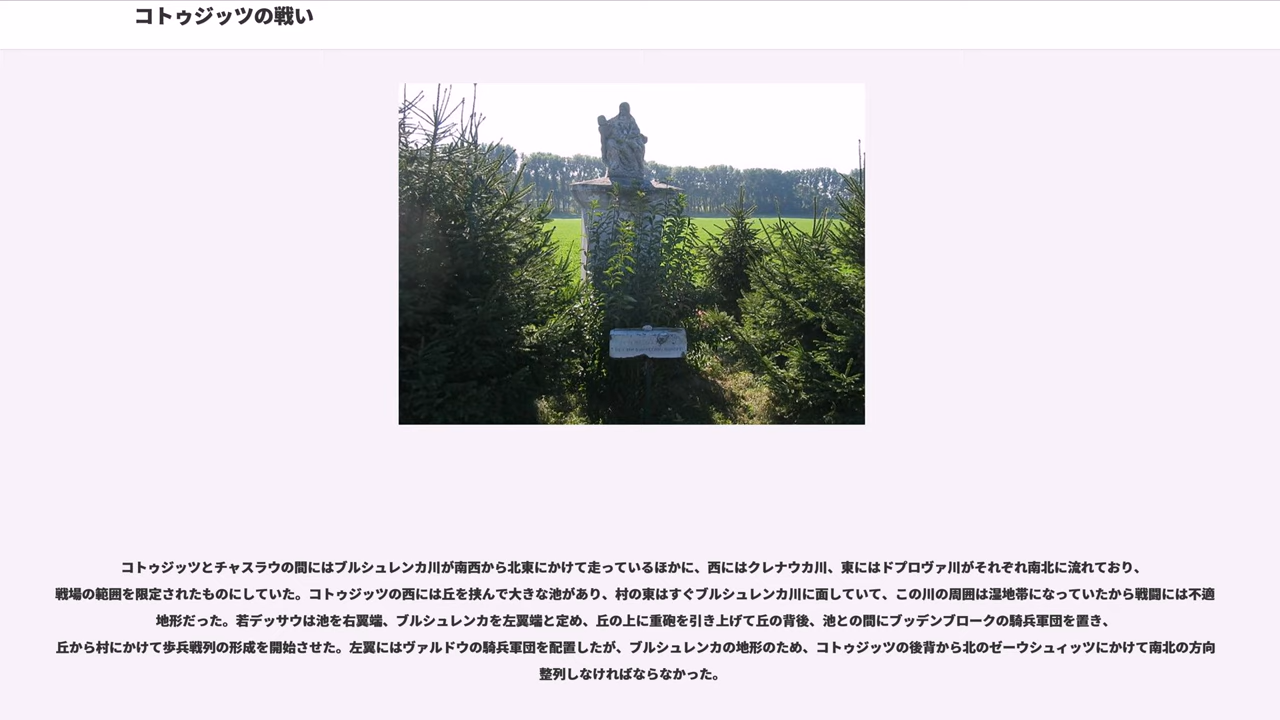 コトゥジッツの戦い
コトゥジッツとチャスラウの間にはブルシュレンカ川が南西から北東にかけて走っているほかに、西にはクレナウカ川、東にはドプロヴァ川がそれぞれ南北に流れており、
戦場の範囲を限定されたものにしていた。コトゥジッツの西には丘を挟んで大きな池があり、村の東はすぐブルシュレンカ川に面していて、この川の周囲は湿地帯になっていたから戦闘には不適
地形だった。若デッサウは池を右翼端、ブルシュレンカを左翼端と定め、丘の上に重砲を引き上げて丘の背後、池との間にブッデンブロークの騎兵軍団を置き、
丘から村にかけて歩兵戦列の形成を開始させた。左翼にはヴァルドウの騎兵軍団を配置したが、ブルシュレンカの地形のため、コトゥジッツの後背から北のゼーウシュィッツにかけて南北の方向
整列しなければならなかった。